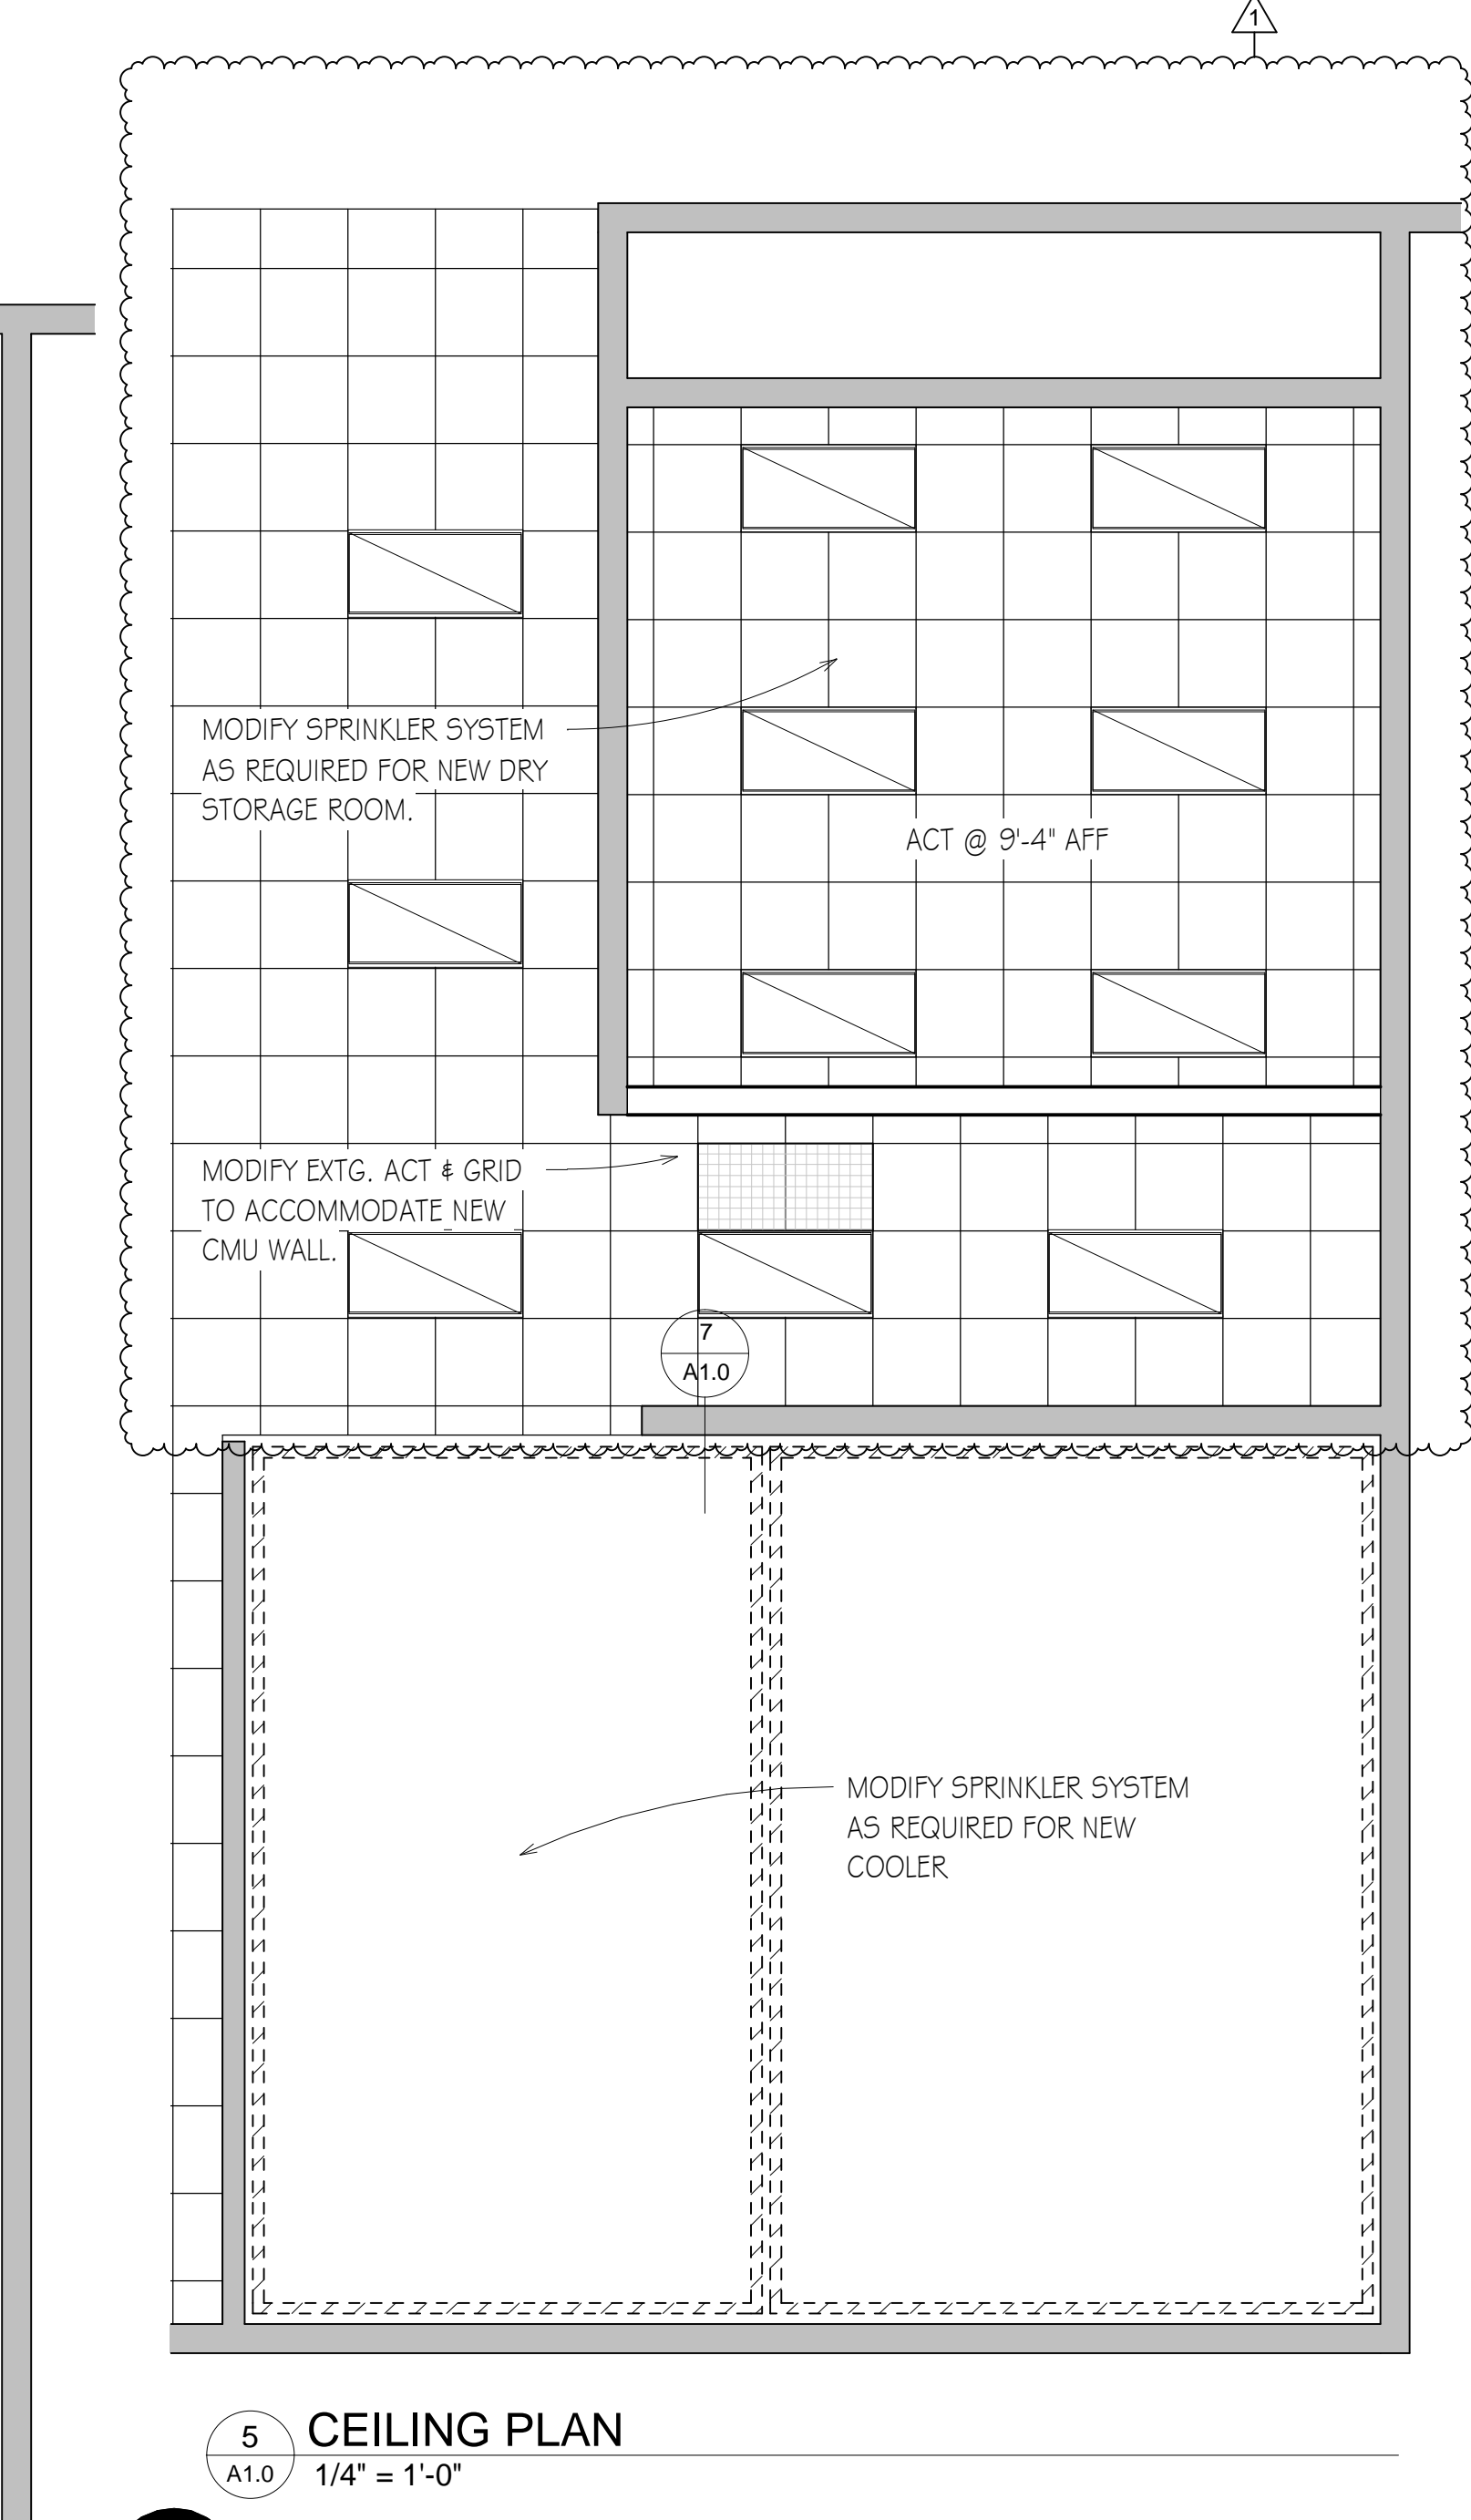 1
MODIFY SPRINKLER SYSTEM
AS REQUIRED FOR NEW DRY
STORAGE ROOM.
ACT @ 9'-4" AFF
MODIFY EXTG. ACT & GRID
TO ACCOMMODATE NEW
CMU WALL.
7
A1.0
MODIFY SPRINKLER SYSTEM
AS REQUIRED FOR NEW
COOLER
5
A1.0
CEILING PLAN
1/4" = 1'-0"